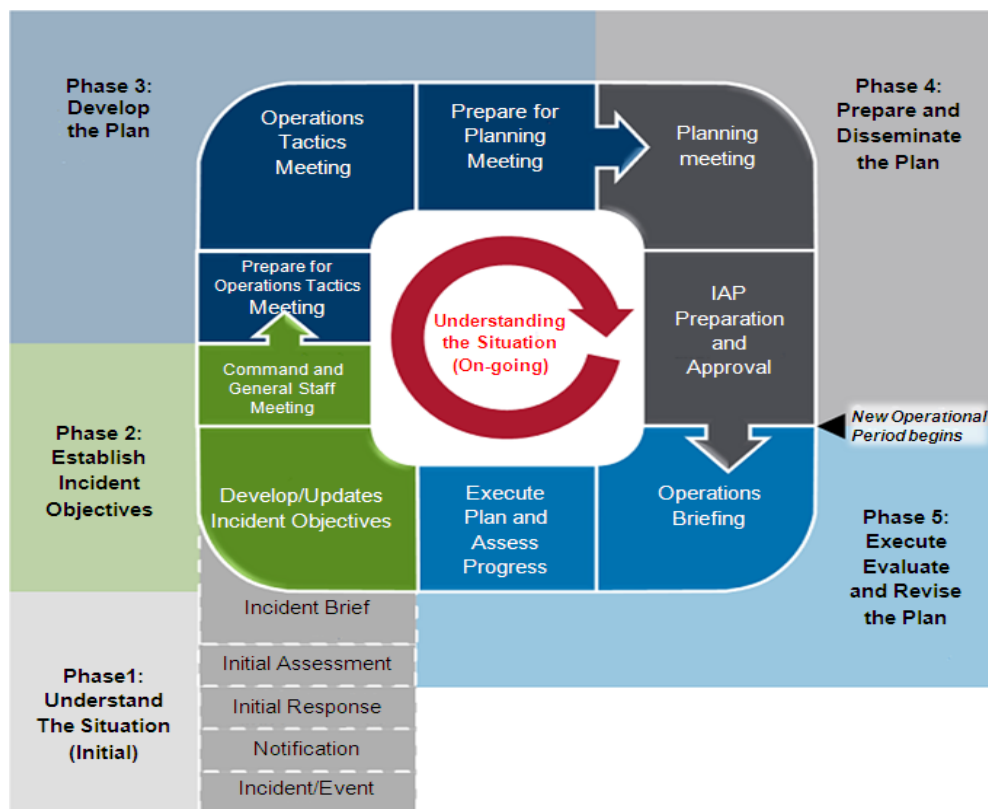 Phase 3:
Develop
the Plan
Operations
Tactics
Meeting
Prepare for
Planning
Meeting
Planning
meeting
Phase 4:
Prepare and
Disseminate
the Plan
Prepare for
Operations Tactics
Meeting
Understanding
the Situation
(On-going)
IAP
Preparation
and
Approval
Command and
General Staff
Meeting
New Operational
Period begins
Phase 2:
Establish
Incident
Objectives
Develop/Updates
Incident Objectives
Execute
Plan and
Assess
Progress
Operations
Briefing
Phase 5:
Execute
Evaluate
and Revise
the Plan
Incident Brief
Initial Assessment
Initial Response
Notification
Incident/Event
Phase1:
Understand
The Situation
(Initial)